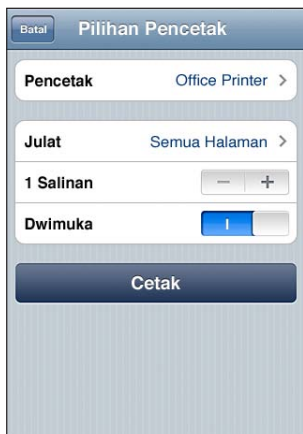 Batal Pilihan Pencetak
Pencetak Office Printer >
Julat Semua Halaman >
1 Salinan − +
Dwimuka I
Cetak